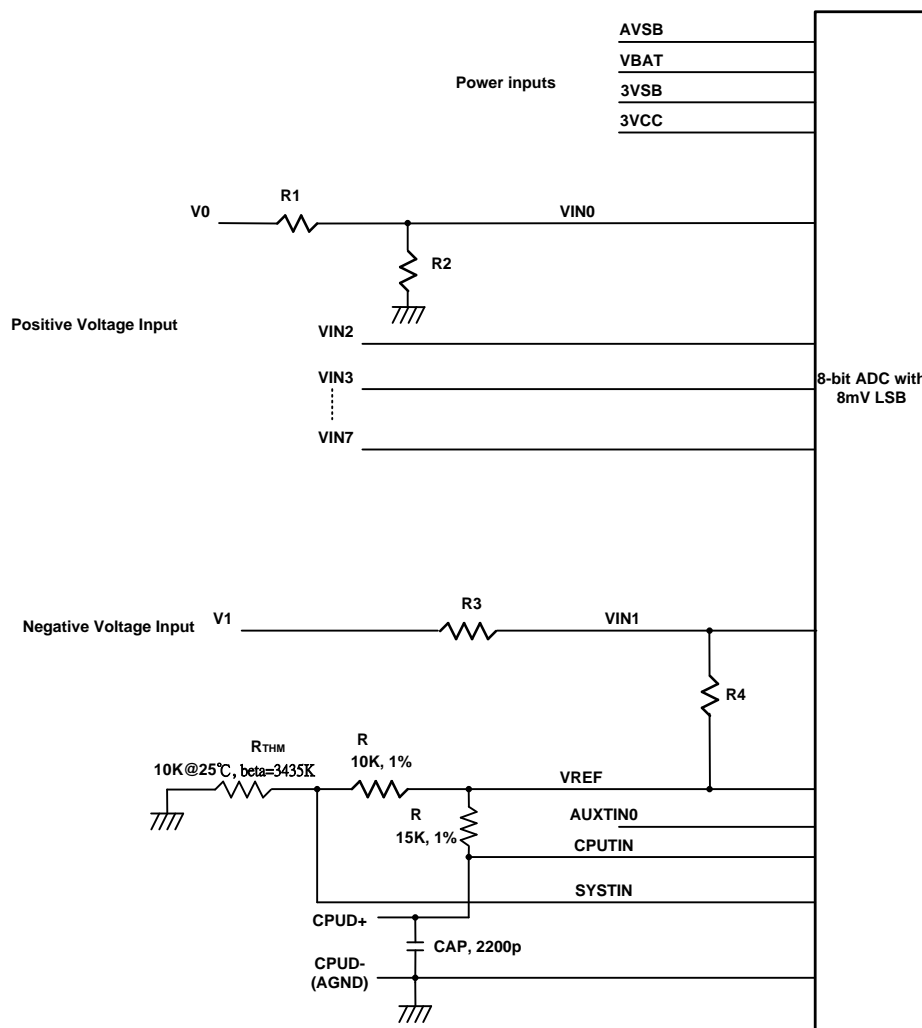 AVSB
VBAT
Power inputs
3VSB
3VCC
R1
V0
VIN0
R2
Positive Voltage Input
VIN2
VIN3
8-bit ADC with
8mV LSB
VIN7
R3
Negative Voltage Input
V1
VIN1
R4
RTHM
10K@25℃, beta=3435K
R
10K, 1%
VREF
R
15K, 1%
AUXTIN0
CPUTIN
SYSTIN
CPUD+
CAP, 2200p
CPUD-
(AGND)